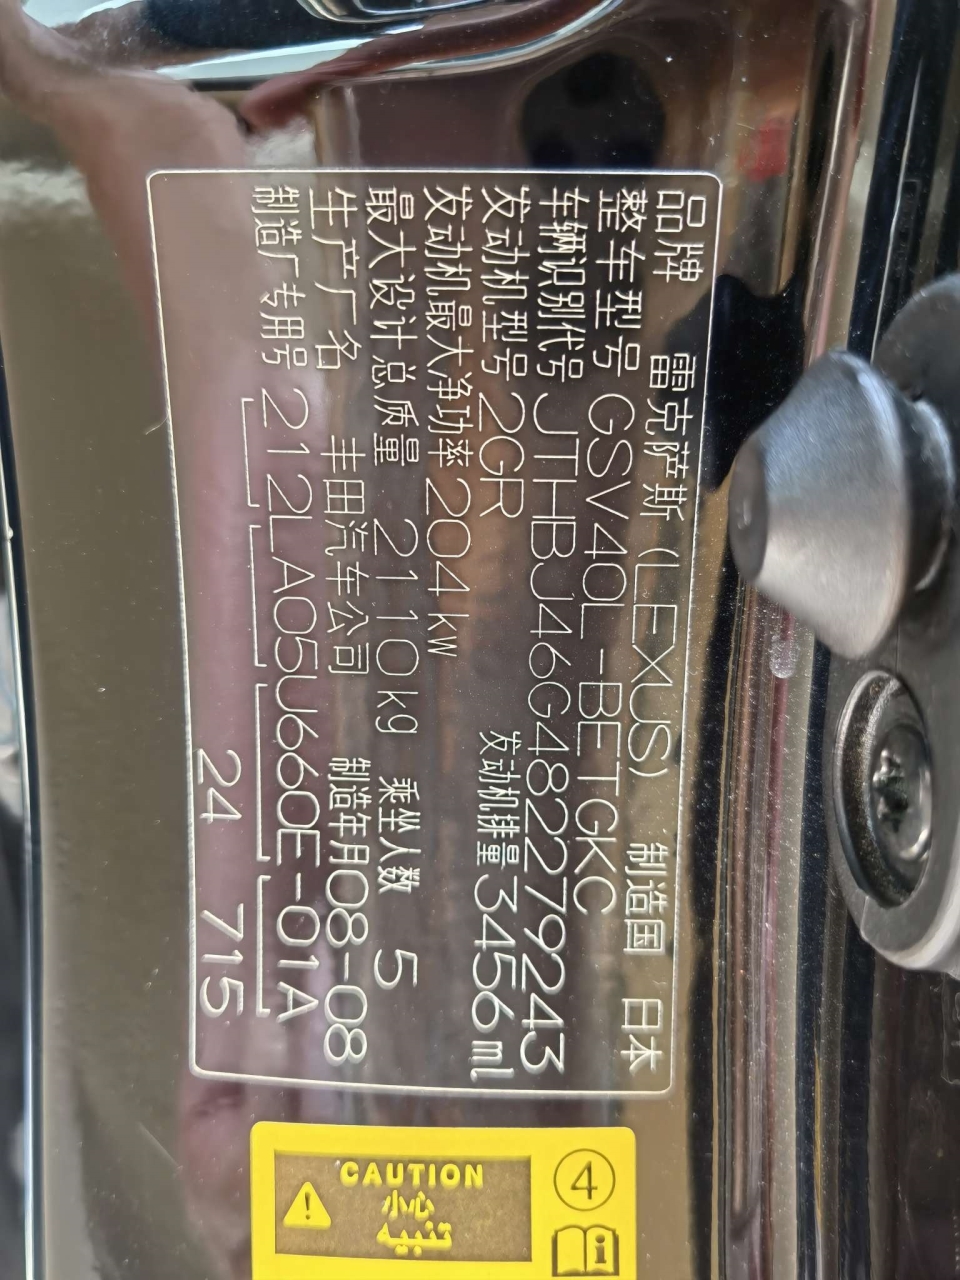 品牌 雷克萨斯（LEXUS） 制造国 日本
整车型号 GSV40L-BETGKC
车辆识别代号 JTHBJ46G482279243
发动机型号 2GR 发动机排量 3456ml
发动机最大净功率 204kW
最大设计总质量 2110kg 乘坐人数 5
生产厂名 丰田汽车公司 制造年月 08-08
制造厂专用号 212LA05U660E-01A
24 715
④
CAUTION
小心
تنبيه